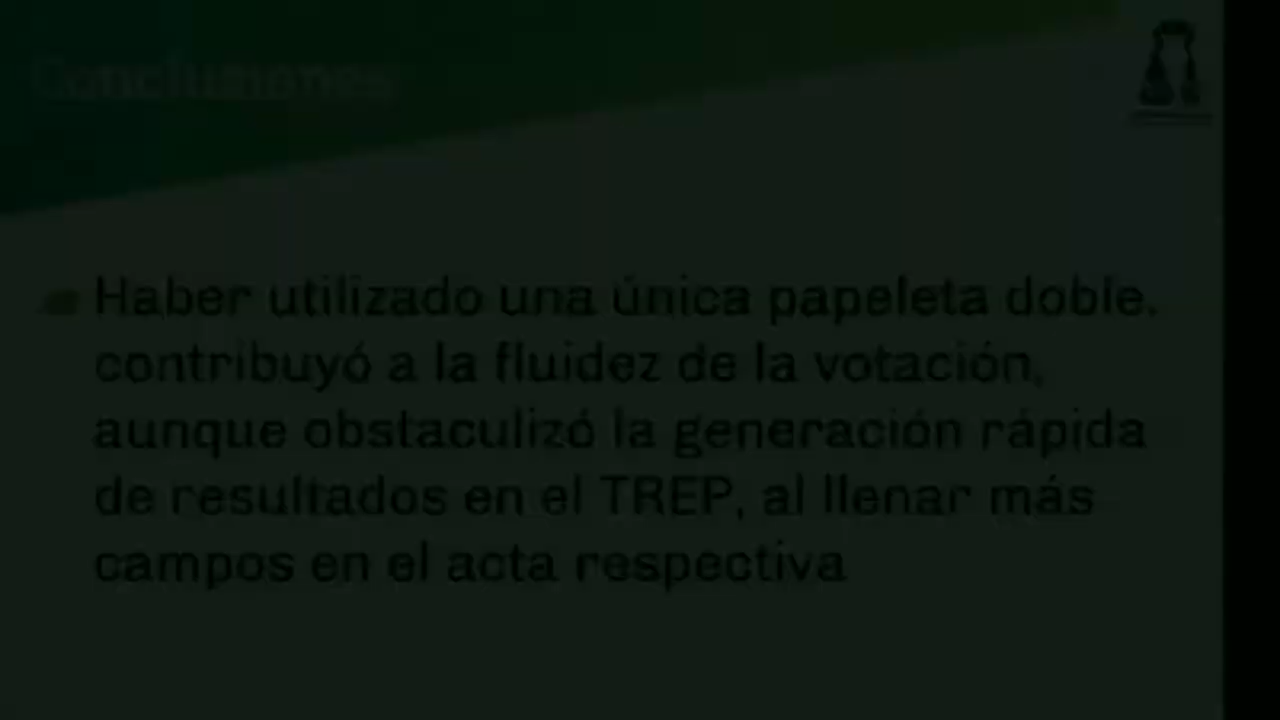 Conclusiones
Haber utilizado una única papeleta doble,
contribuyó a la fluidez de la votación,
aunque obstaculizó la generación rápida
de resultados en el TREP, al llenar más
campos en el acta respectiva